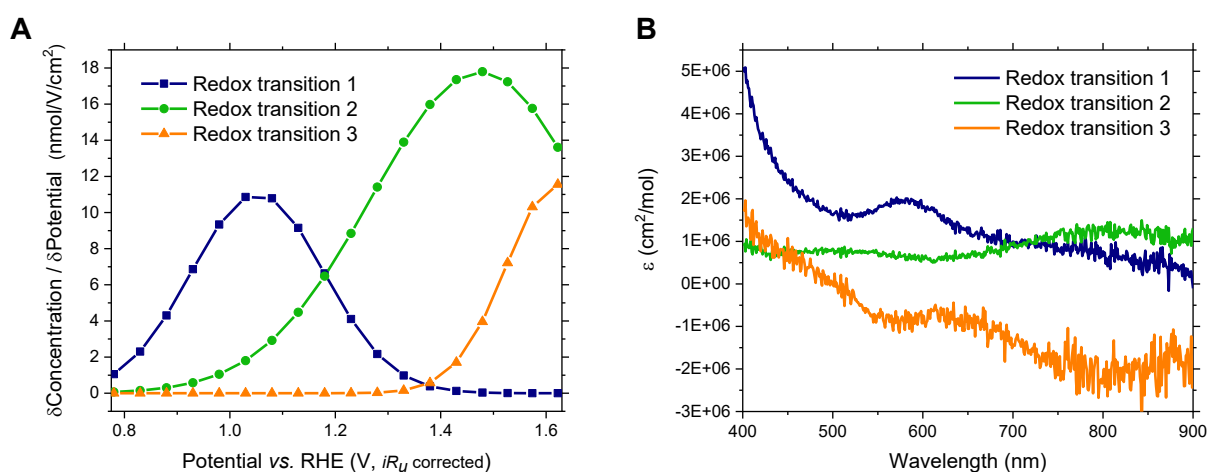 A
δConcentration / δPotential (nmol/V/cm²)
18
16
14
12
10
8
6
4
2
0
Redox transition 1
Redox transition 2
Redox transition 3
0.8 1.0 1.2 1.4 1.6
Potential vs. RHE (V, iRu corrected)
B
ε (cm²/mol)
5E+06
4E+06
3E+06
2E+06
1E+06
0E+00
-1E+06
-2E+06
-3E+06
Redox transition 1
Redox transition 2
Redox transition 3
400 500 600 700 800 900
Wavelength (nm)